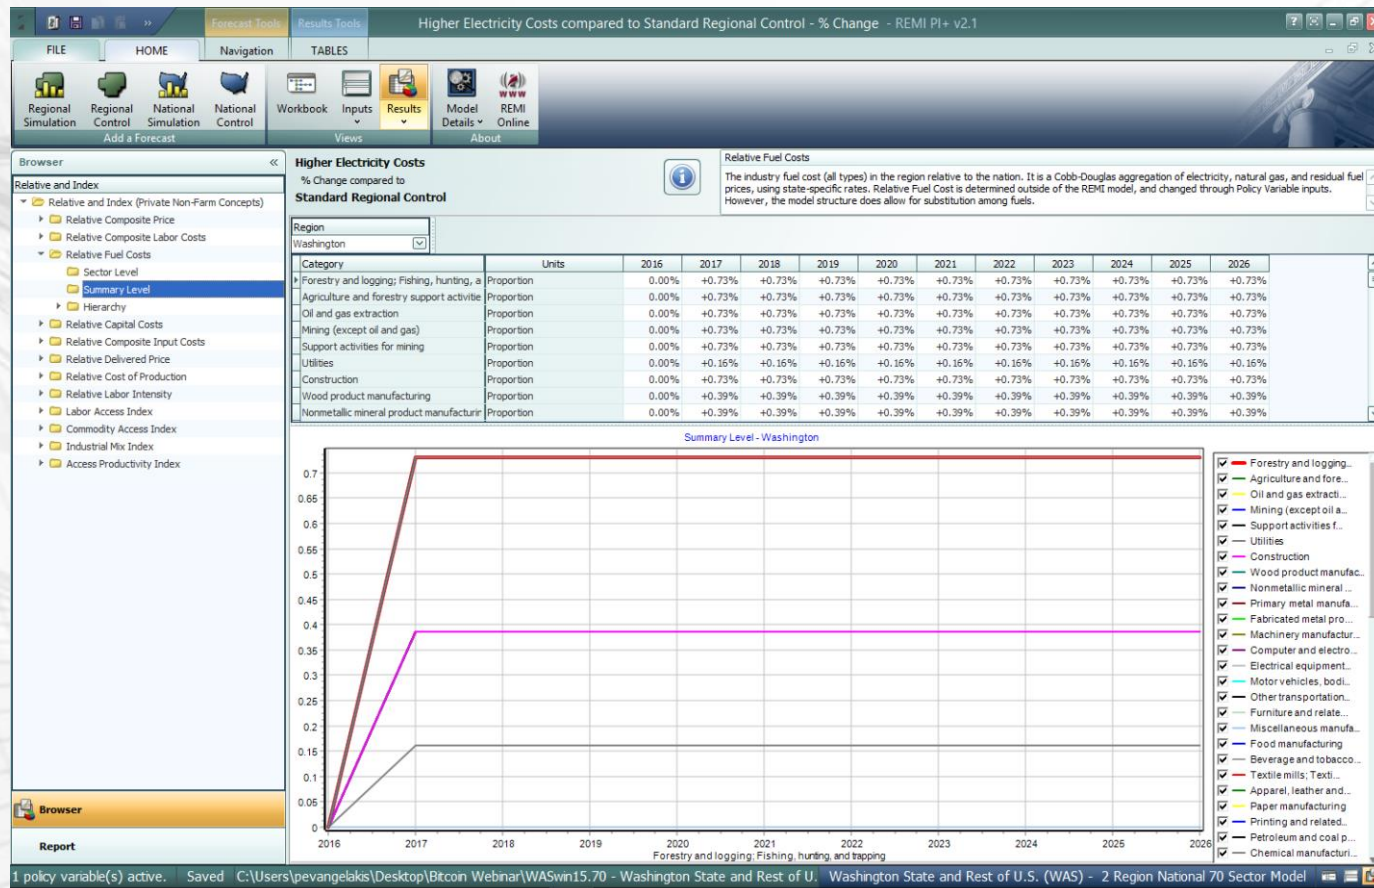 Forecast Tools Results Tools Higher Electricity Costs compared to Standard Regional Control - % Change - REMI PI+ v2.1
FILE HOME Navigation TABLES
Regional Simulation Regional Control National Simulation National Control Workbook Inputs Results Model Details REMI Online
Add a Forecast Views About
Browser
Relative and Index
Relative and Index (Private Non-Farm Concepts)
Relative Composite Price
Relative Composite Labor Costs
Relative Fuel Costs
Sector Level
Summary Level
Hierarchy
Relative Capital Costs
Relative Composite Input Costs
Relative Delivered Price
Relative Cost of Production
Relative Labor Intensity
Labor Access Index
Commodity Access Index
Industrial Mix Index
Access Productivity Index
Browser
Report
Higher Electricity Costs
% Change compared to
Standard Regional Control
Relative Fuel Costs
The industry fuel cost (all types) in the region relative to the nation. It is a Cobb-Douglas aggregation of electricity, natural gas, and residual fuel
prices, using state-specific rates. Relative Fuel Cost is determined outside of the REMI model, and changed through Policy Variable inputs.
However, the model structure does allow for substitution among fuels.
Region
Washington
Category Units 2016 2017 2018 2019 2020 2021 2022 2023 2024 2025 2026
Forestry and logging; Fishing, hunting, a Proportion 0.00% +0.73% +0.73% +0.73% +0.73% +0.73% +0.73% +0.73% +0.73% +0.73% +0.73%
Agriculture and forestry support activitie Proportion 0.00% +0.73% +0.73% +0.73% +0.73% +0.73% +0.73% +0.73% +0.73% +0.73% +0.73%
Oil and gas extraction Proportion 0.00% +0.73% +0.73% +0.73% +0.73% +0.73% +0.73% +0.73% +0.73% +0.73% +0.73%
Mining (except oil and gas) Proportion 0.00% +0.73% +0.73% +0.73% +0.73% +0.73% +0.73% +0.73% +0.73% +0.73% +0.73%
Support activities for mining Proportion 0.00% +0.73% +0.73% +0.73% +0.73% +0.73% +0.73% +0.73% +0.73% +0.73% +0.73%
Utilities Proportion 0.00% +0.16% +0.16% +0.16% +0.16% +0.16% +0.16% +0.16% +0.16% +0.16% +0.16%
Construction Proportion 0.00% +0.73% +0.73% +0.73% +0.73% +0.73% +0.73% +0.73% +0.73% +0.73% +0.73%
Wood product manufacturing Proportion 0.00% +0.39% +0.39% +0.39% +0.39% +0.39% +0.39% +0.39% +0.39% +0.39% +0.39%
Nonmetallic mineral product manufacturir Proportion 0.00% +0.39% +0.39% +0.39% +0.39% +0.39% +0.39% +0.39% +0.39% +0.39% +0.39%
Summary Level - Washington
0.7
0.65
0.6
0.55
0.5
0.45
0.4
0.35
0.3
0.25
0.2
0.15
0.1
0.05
0
2016 2017 2018 2019 2020 2021 2022 2023 2024 2025 2026
Forestry and logging; Fishing, hunting, and trapping
Forestry and logging...
Agriculture and fore...
Oil and gas extracti...
Mining (except oil a...
Support activities f...
Utilities
Construction
Wood product manufac...
Nonmetallic mineral ...
Primary metal manufa...
Fabricated metal pro...
Machinery manufactur...
Computer and electro...
Electrical equipment...
Motor vehicles, bodi...
Other transportation...
Furniture and relate...
Miscellaneous manufa...
Food manufacturing
Beverage and tobacco...
Textile mills; Texti...
Apparel, leather and...
Paper manufacturing
Printing and related...
Petroleum and coal p...
Chemical manufacturi...
1 policy variable(s) active. Saved C:\Users\pevangelakis\Desktop\Bitcoin Webinar\WASwin15.70 - Washington State and Rest of U. Washington State and Rest of U.S. (WAS) - 2 Region National 70 Sector Model